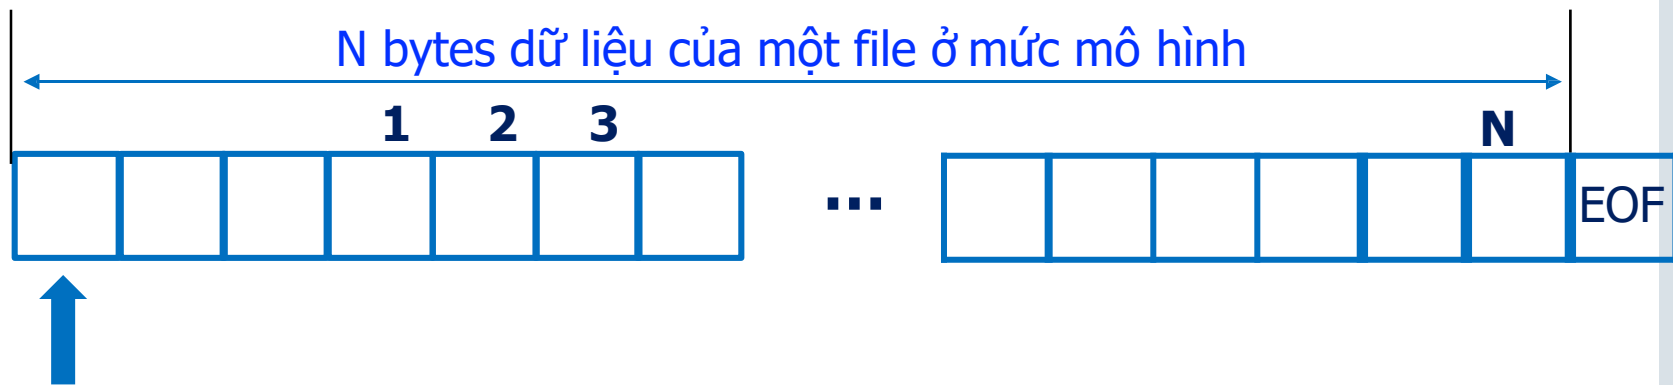 N bytes dữ liệu của một file ở mức mô hình
1 2 3 N
... EOF